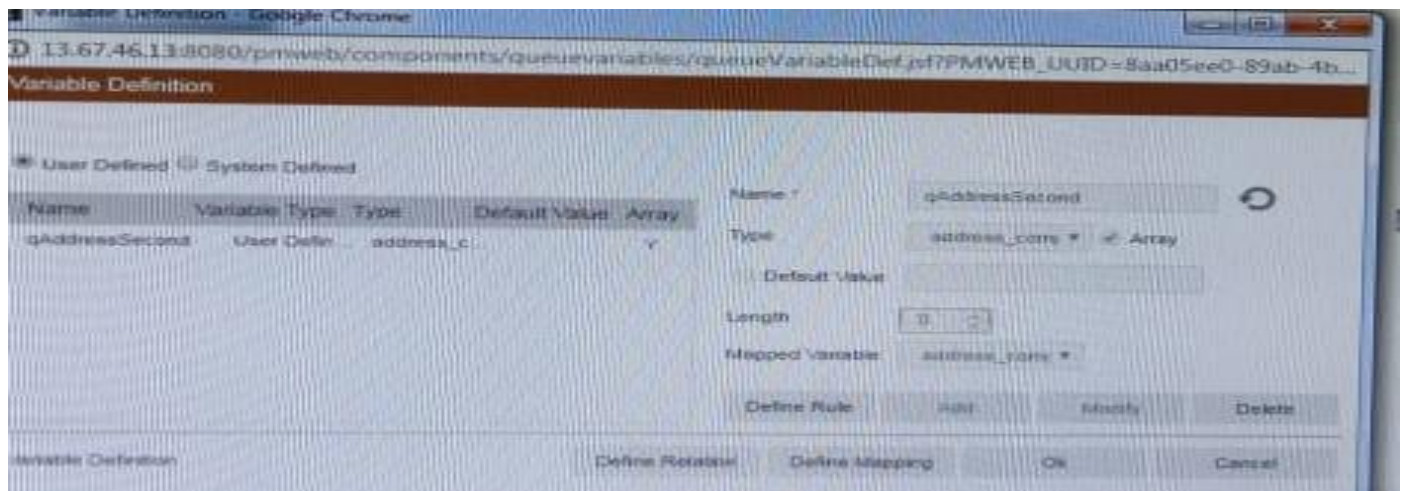 Variable Definition - Google Chrome
13.67.46.13:8080/pmweb/components/queuevariables/queueVariableDef.jsf?PMWEB_UUID=8aa05ee0-89ab-4b...
Variable Definition
User Defined System Defined
Name Variable Type Type Default Value Array
qAddressSecond User Defin... address_c... Y
Name * qAddressSecond
Type address_com Array
Default Value
Length 0
Mapped Variable address_com
Define Rule Add Modify Delete
Variable Definition Define Relation Define Mapping Ok Cancel